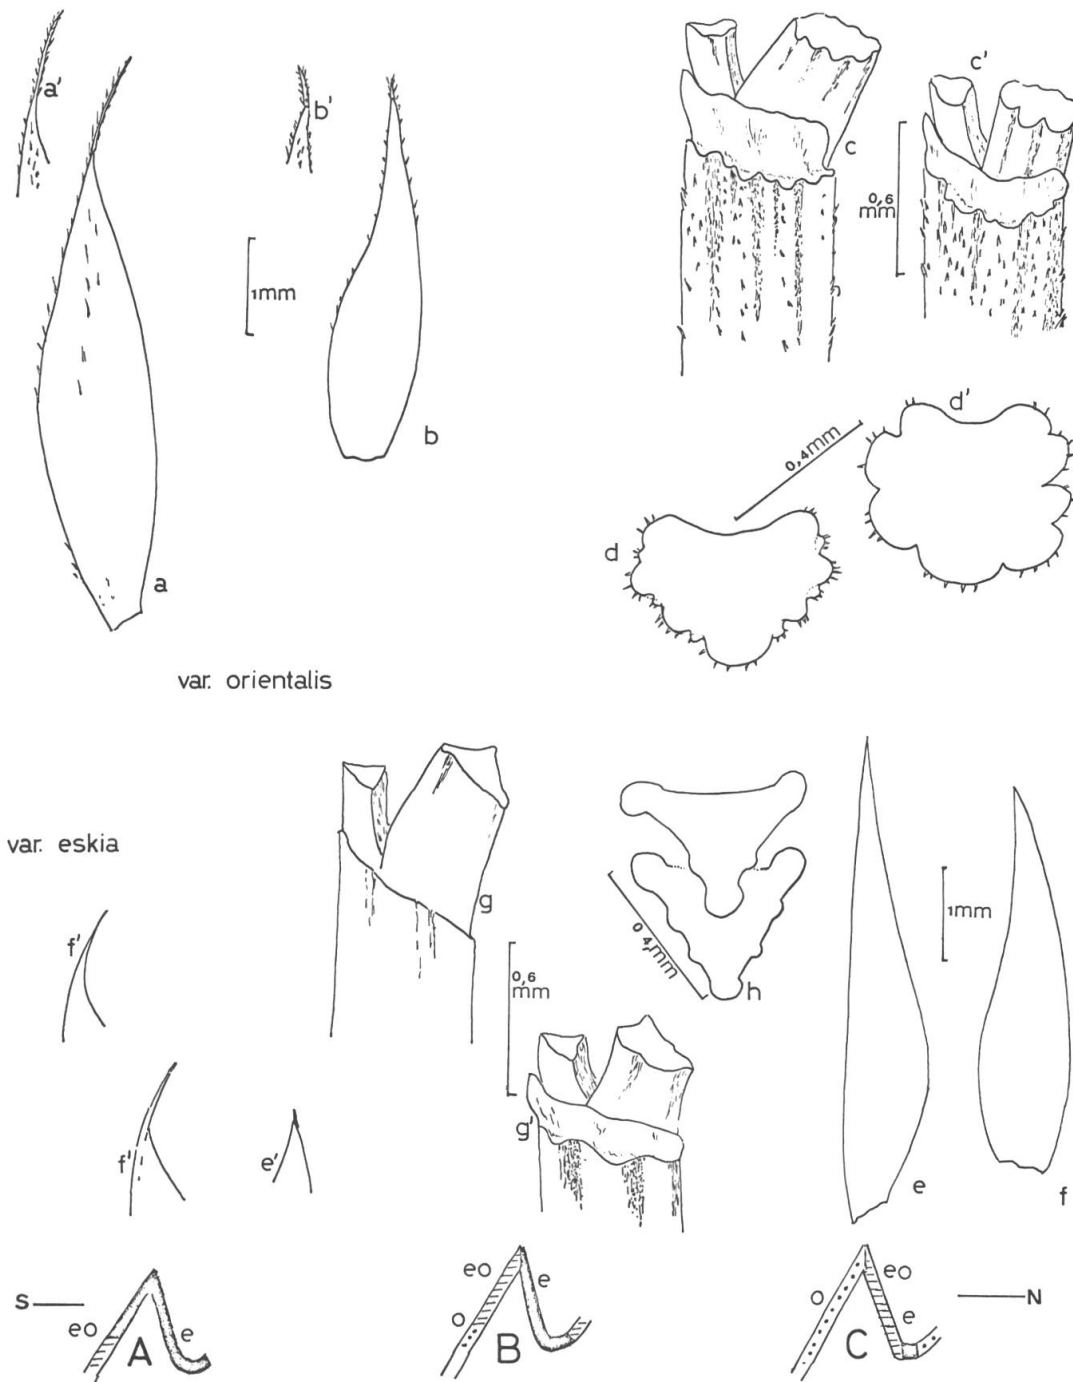 a'
b'
c'
c
0,6
mm
1mm
b
a
d'
0,4mm
d
var. orientalis
var. eskia
g
f'
0,4mm
h
1mm
0,6
mm
f'
e'
g'
e
f
S
eo
e
A
eo
e
o
B
o
eo
e
C
N